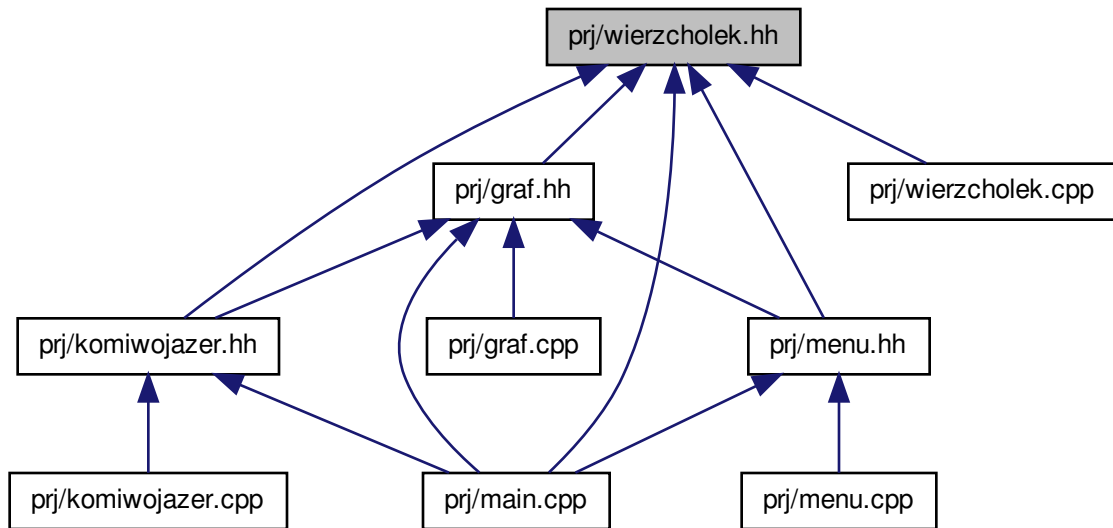 prj/wierzcholek.hh
prj/graf.hh
prj/wierzcholek.cpp
prj/komiwojazer.hh
prj/graf.cpp
prj/menu.hh
prj/komiwojazer.cpp
prj/main.cpp
prj/menu.cpp